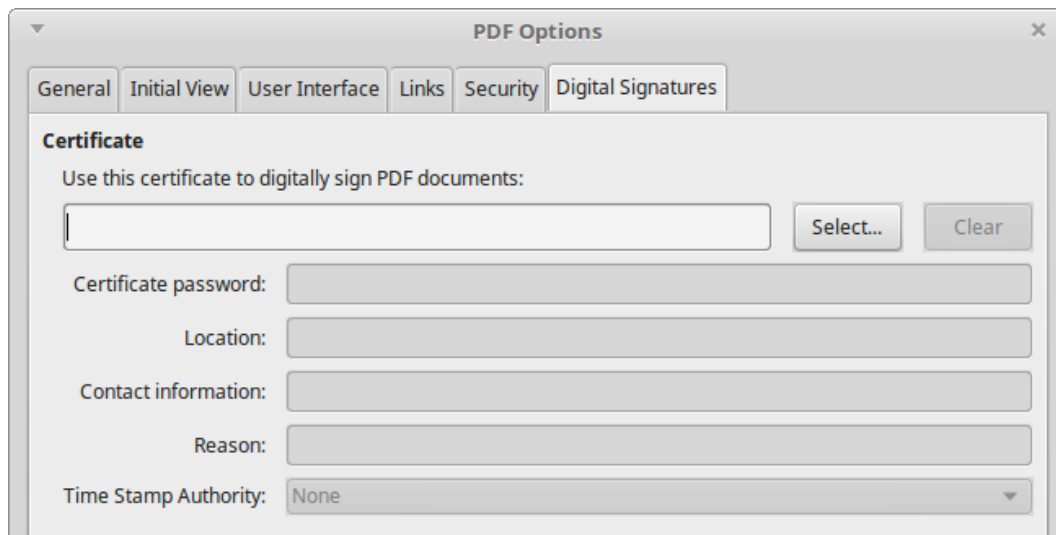 PDF Options
General Initial View User Interface Links Security Digital Signatures
Certificate
Use this certificate to digitally sign PDF documents:
Select... Clear
Certificate password:
Location:
Contact information:
Reason:
Time Stamp Authority: None